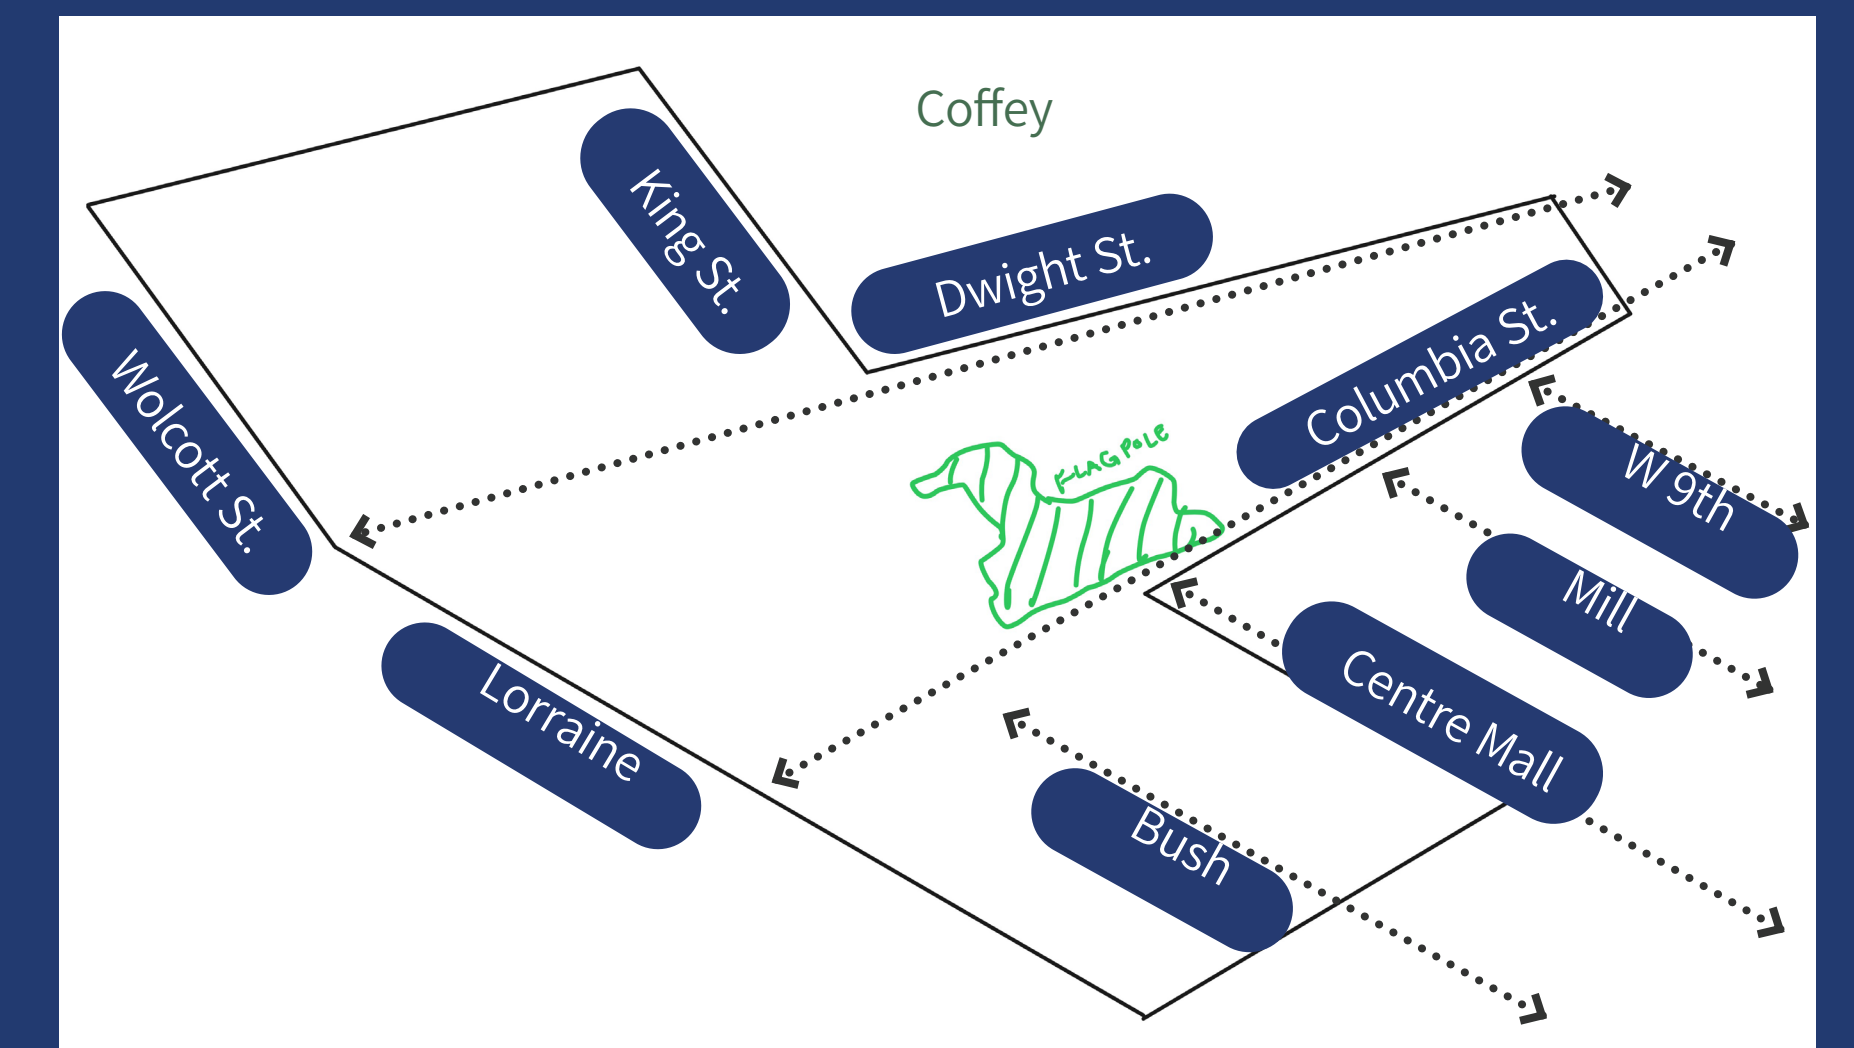 Coffey
King St.
Dwight St.
Columbia St.
Wolcott St.
FLAGPOLE
W 9th
Mill
Centre Mall
Lorraine
Bush